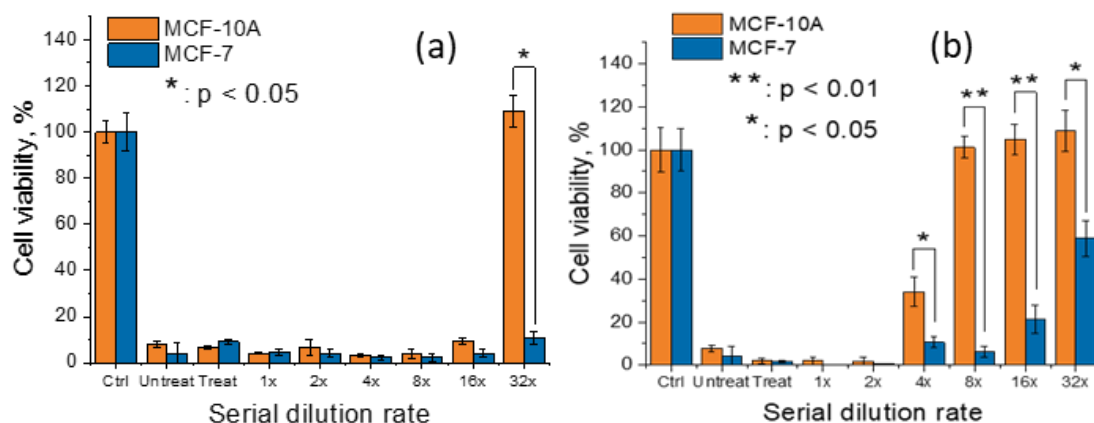 MCF-10A
MCF-7
(a)
*: p < 0.05
*
Cell viability, %
140
120
100
80
60
40
20
0
Ctrl Untreat Treat 1x 2x 4x 8x 16x 32x
Serial dilution rate
MCF-10A
MCF-7
(b)
**: p < 0.01
*: p < 0.05
* ** ** *
Cell viability, %
140
120
100
80
60
40
20
10
0
Ctrl Untreat Treat 1x 2x 4x 8x 16x 32x
Serial dilution rate